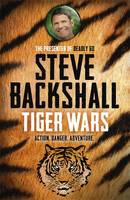 THE PRESENTER OF DEADLY 60
STEVE
BACKSHALL
TIGER WARS
ACTION. DANGER. ADVENTURE.